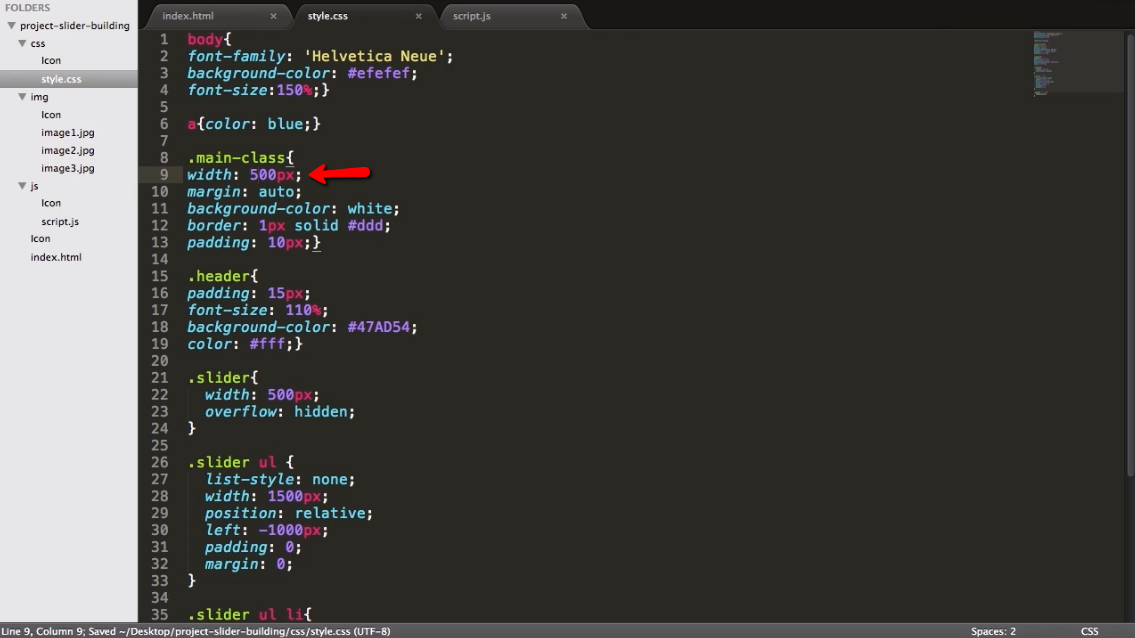 FOLDERS
project-slider-building
css
Icon
style.css
img
Icon
image1.jpg
image2.jpg
image3.jpg
js
Icon
script.js
Icon
index.html
index.html × style.css × script.js ×
1 body{
2 font-family: 'Helvetica Neue';
3 background-color: #efefef;
4 font-size:150%;}
5
6 a{color: blue;}
7
8 .main-class{
9 width: 500px;
10 margin: auto;
11 background-color: white;
12 border: 1px solid #ddd;
13 padding: 10px;}
14
15 .header{
16 padding: 15px;
17 font-size: 110%;
18 background-color: #47AD54;
19 color: #fff;}
20
21 .slider{
22 width: 500px;
23 overflow: hidden;
24 }
25
26 .slider ul {
27 list-style: none;
28 width: 1500px;
29 position: relative;
30 left: -1000px;
31 padding: 0;
32 margin: 0;
33 }
34
35 .slider ul li{
Line 9, Column 9; Saved ~/Desktop/project-slider-building/css/style.css (UTF-8) Spaces: 2 CSS